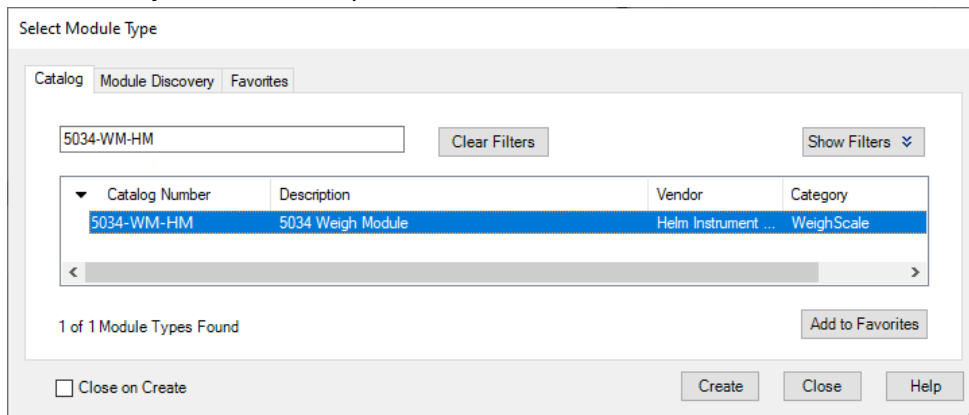 Select Module Type
Catalog Module Discovery Favorites
5034-WM-HM Clear Filters Show Filters
Catalog Number Description Vendor Category
5034-WM-HM 5034 Weigh Module Helm Instrument ... WeighScale
1 of 1 Module Types Found Add to Favorites
Close on Create Create Close Help